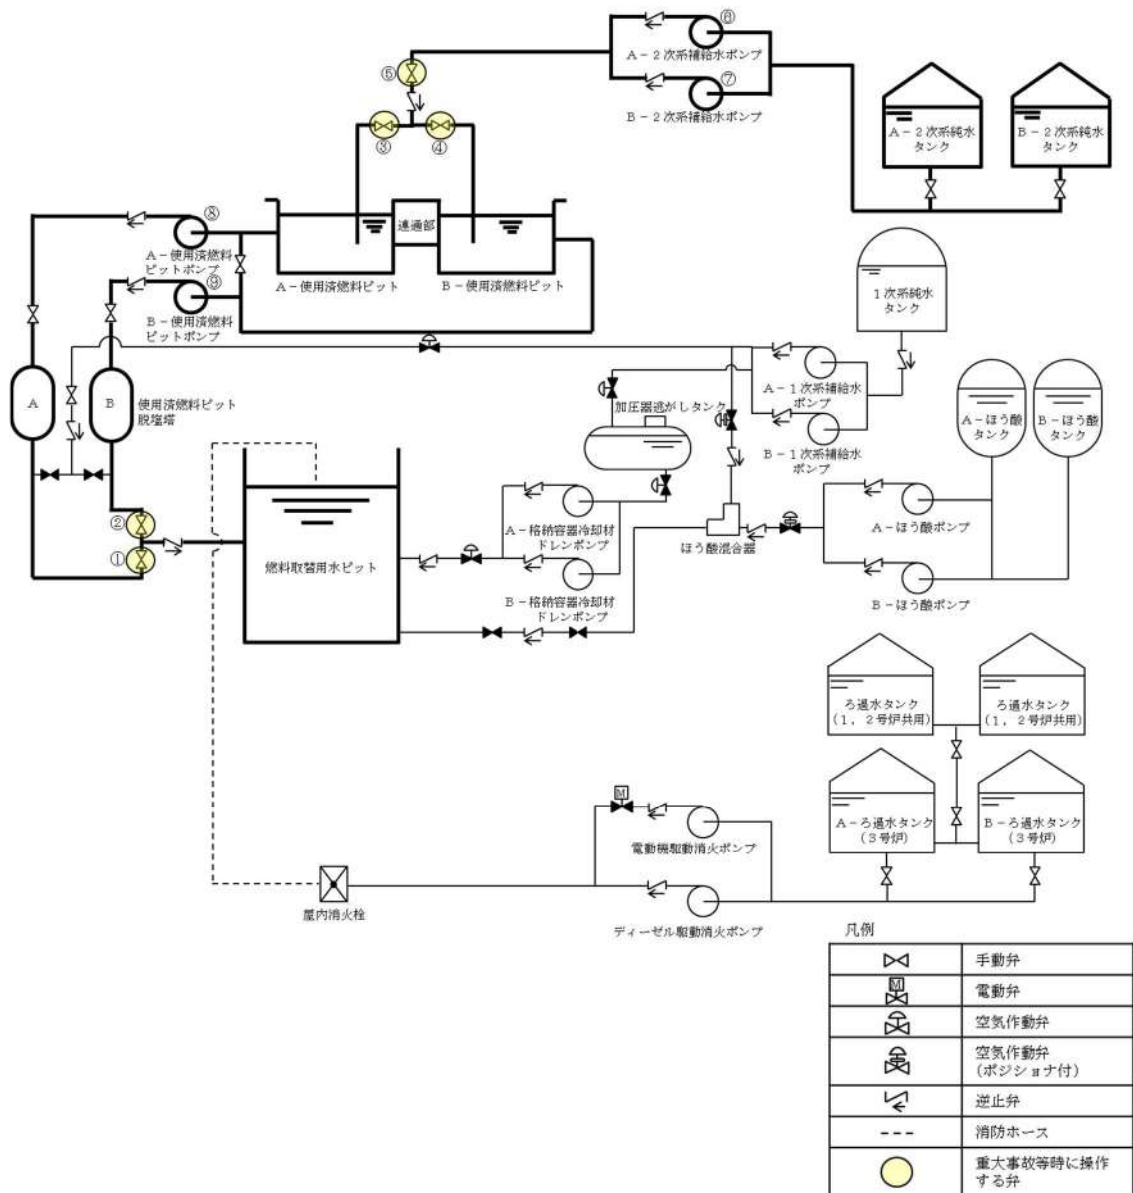 ⑥
A-2次系補給水ポンプ
⑦
B-2次系補給水ポンプ
⑤
③
④
A-2次系純水
タンク
B-2次系純水
タンク
⑧
A-使用済燃料
ピットポンプ
連通部
A-使用済燃料ピット
B-使用済燃料ピット
⑨
B-使用済燃料
ピットポンプ
1次系純水
タンク
A
B
使用済燃料ピット
脱塩塔
加圧器逃がしタンク
A-1次系補給水
ポンプ
B-1次系補給水
ポンプ
A-ほう酸
タンク
B-ほう酸
タンク
②
①
燃料取替用水ピット
A-格納容器冷却材
ドレンポンプ
B-格納容器冷却材
ドレンポンプ
ほう酸混合器
A-ほう酸ポンプ
B-ほう酸ポンプ
ろ過水タンク
(1,2号炉共用)
ろ過水タンク
(1,2号炉共用)
A-ろ過水タンク
(3号炉)
B-ろ過水タンク
(3号炉)
M
電動機駆動消火ポンプ
ディーゼル駆動消火ポンプ
屋内消火栓
凡例
手動弁
M
電動弁
空気作動弁
空気作動弁
(ポジショナ付)
逆止弁
消防ホース
重大事故等時に操作
する弁